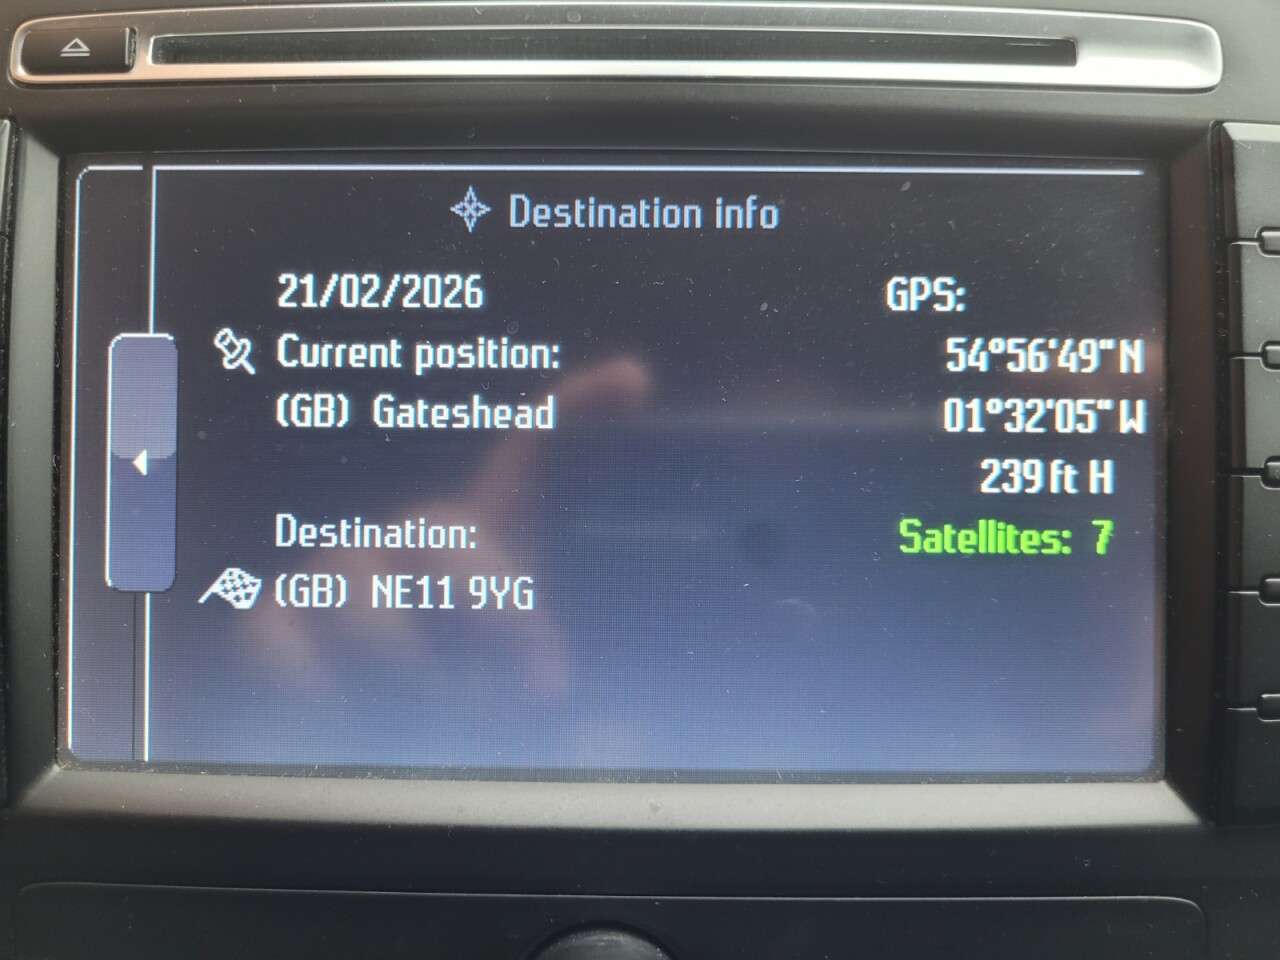 Destination info
21/02/2026 GPS:
Current position: 54°56'49" N
(GB) Gateshead 01°32'05" W
239 ft H
Destination: Satellites: 7
(GB) NE11 9YG